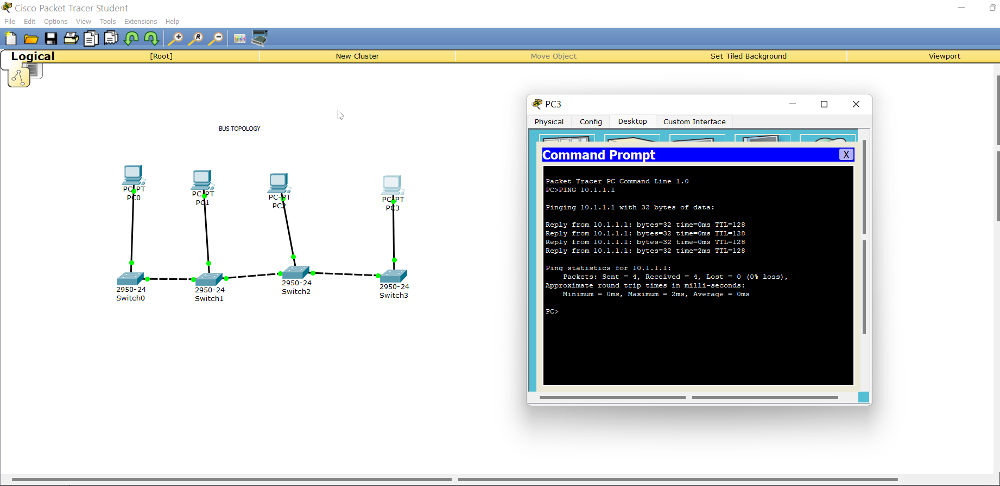 Cisco Packet Tracer Student
File Edit Options View Tools Extensions Help
Logical [Root] New Cluster Move Object Set Tiled Background Viewport
BUS TOPOLOGY
PC-PT
PC0
PC-PT
PC1
PC-PT
PC2
PC-PT
PC3
2950-24
Switch0
2950-24
Switch1
2950-24
Switch2
2950-24
Switch3
PC3
Physical Config Desktop Custom Interface
Command Prompt X
Packet Tracer PC Command Line 1.0
PC>PING 10.1.1.1
Pinging 10.1.1.1 with 32 bytes of data:
Reply from 10.1.1.1: bytes=32 time=0ms TTL=128
Reply from 10.1.1.1: bytes=32 time=0ms TTL=128
Reply from 10.1.1.1: bytes=32 time=0ms TTL=128
Reply from 10.1.1.1: bytes=32 time=2ms TTL=128
Ping statistics for 10.1.1.1:
Packets: Sent = 4, Received = 4, Lost = 0 (0% loss),
Approximate round trip times in milli-seconds:
Minimum = 0ms, Maximum = 2ms, Average = 0ms
PC>